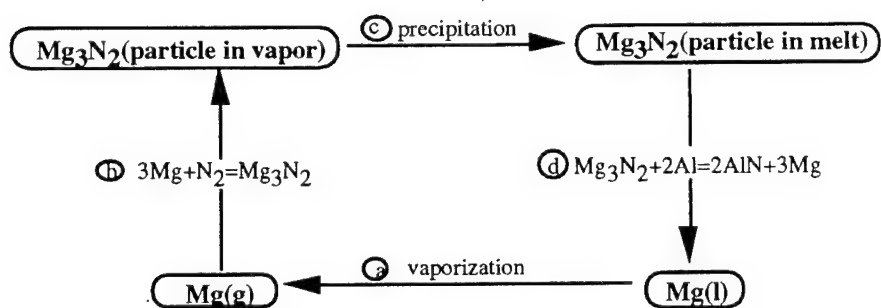 ⓒ precipitation
Mg₃N₂(particle in vapor)
Mg₃N₂(particle in melt)
ⓑ 3Mg+N₂=Mg₃N₂
ⓓ Mg₃N₂+2Al=2AlN+3Mg
ⓐ vaporization
Mg(g)
Mg(l)